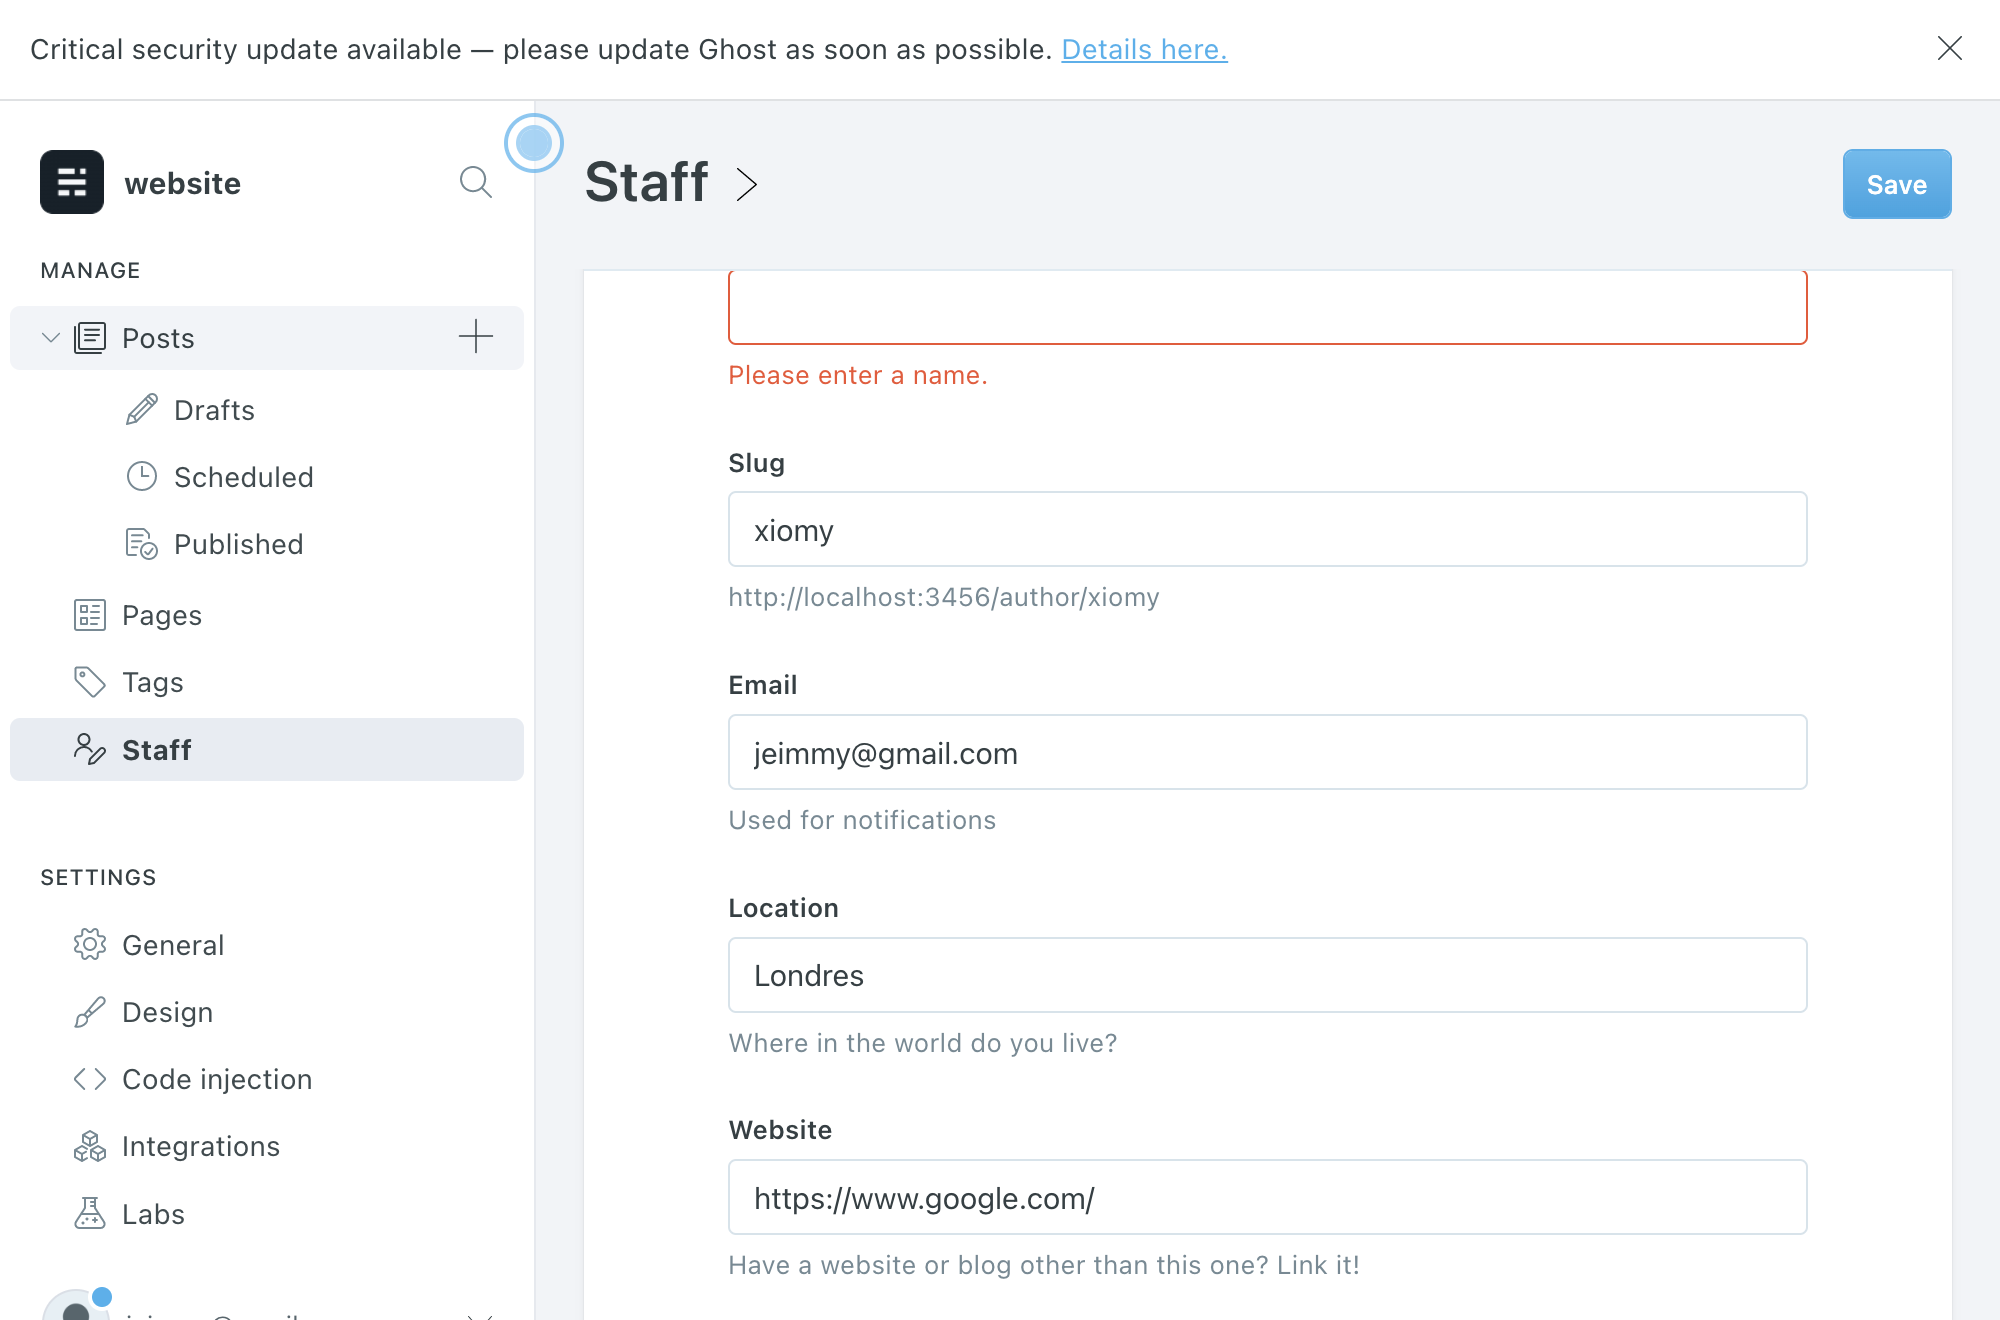 Critical security update available — please update Ghost as soon as possible. Details here.
website
Staff
Save
MANAGE
Posts
Drafts
Scheduled
Published
Pages
Tags
Staff
SETTINGS
General
Design
Code injection
Integrations
Labs
Please enter a name.
Slug
xiomy
http://localhost:3456/author/xiomy
Email
jeimmy@gmail.com
Used for notifications
Location
Londres
Where in the world do you live?
Website
https://www.google.com/
Have a website or blog other than this one? Link it!